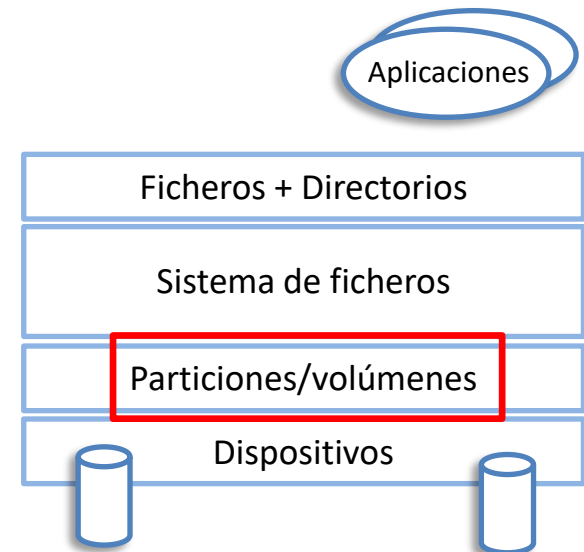 Aplicaciones
Ficheros + Directorios
Sistema de ficheros
Particiones/volúmenes
Dispositivos